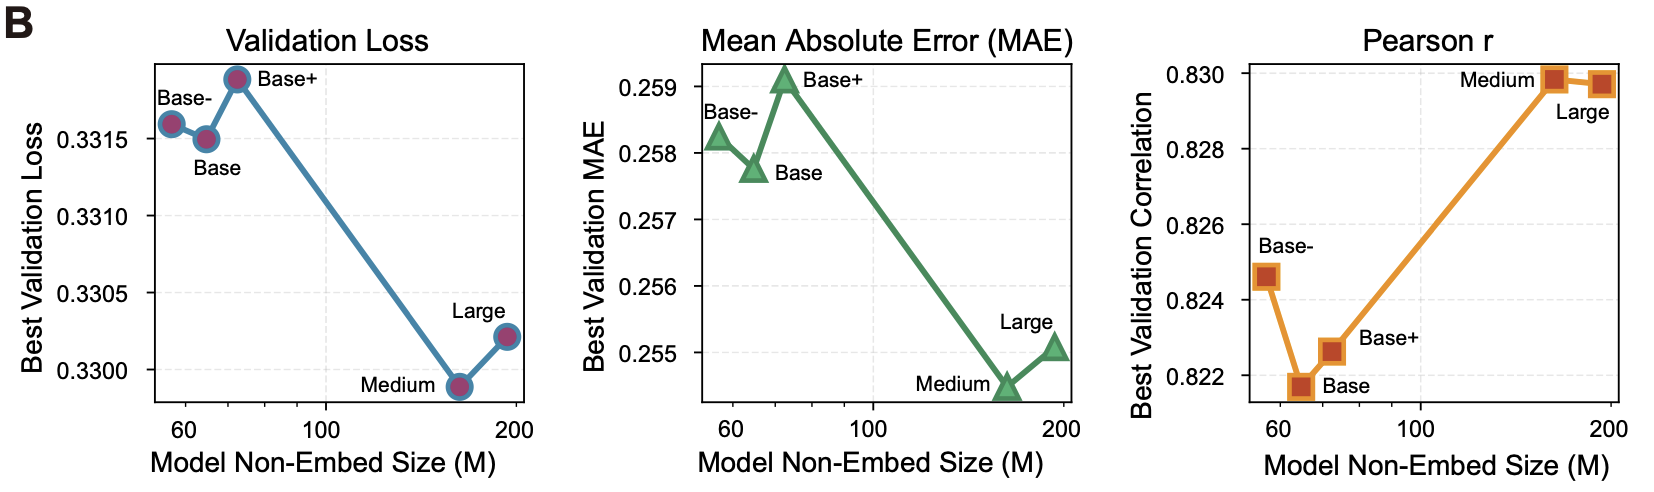 B
Validation Loss
Best Validation Loss
0.3315
0.3310
0.3305
0.3300
Base-
Base
Base+
Medium
Large
60
100
200
Model Non-Embed Size (M)
Mean Absolute Error (MAE)
Best Validation MAE
0.259
0.258
0.257
0.256
0.255
Base-
Base
Base+
Medium
Large
60
100
200
Model Non-Embed Size (M)
Pearson r
Best Validation Correlation
0.830
0.828
0.826
0.824
0.822
Base-
Base
Base+
Medium
Large
60
100
200
Model Non-Embed Size (M)